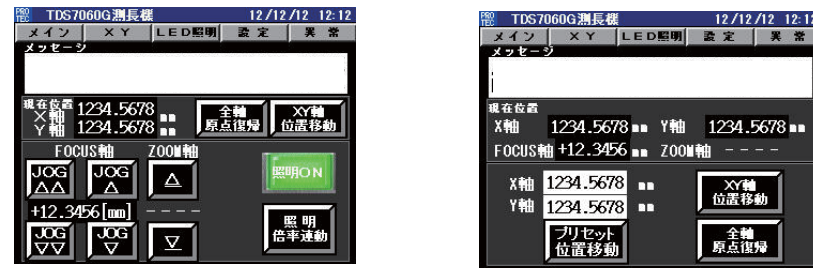 PRO TEC TDS7060G測長機 12/12/12 12:12
メイン XY LED照明 設定 異常
メッセージ
現在位置
X軸 1234.5678 mm
Y軸 1234.5678 mm
全軸
原点復帰
XY軸
位置移動
FOCUS軸 ZOOM軸
JOG
△△
JOG
△
△
照明ON
+12.3456[mm] ----
JOG
▽▽
JOG
▽
▽
照明
倍率連動
PRO TEC TDS7060G測長機 12/12/12 12:12
メイン XY LED照明 設定 異常
メッセージ
現在位置
X軸 1234.5678 mm Y軸 1234.5678 mm
FOCUS軸 +12.3456 mm ZOOM軸 ----
X軸 1234.5678 mm
Y軸 1234.5678 mm
XY軸
位置移動
プリセット
位置移動
全軸
原点復帰